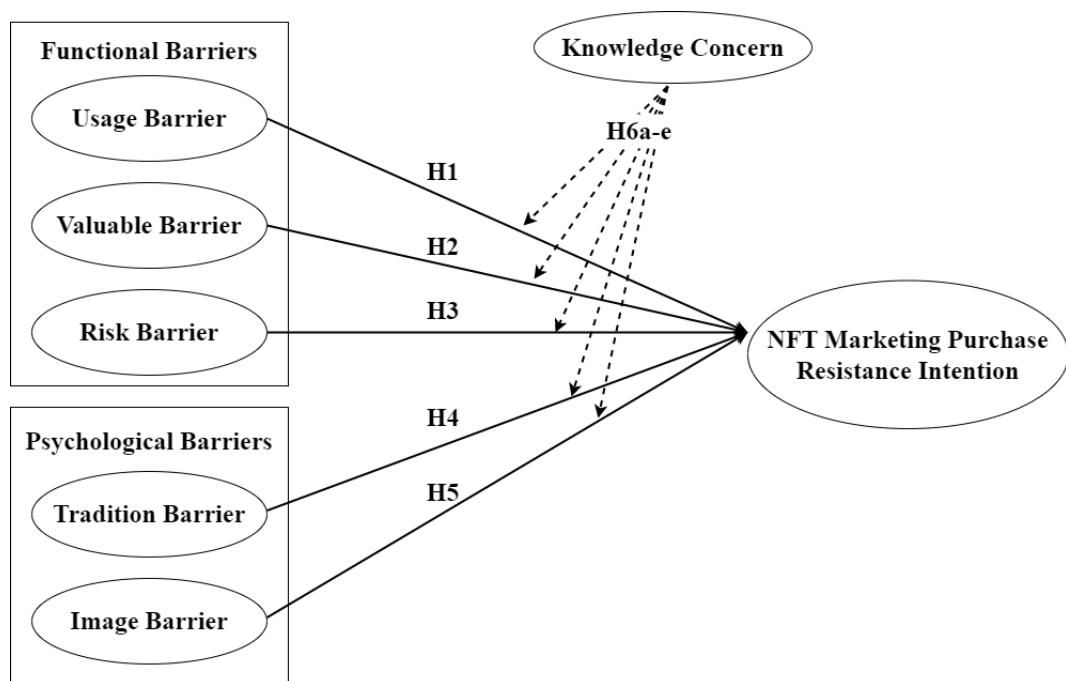 Functional Barriers
Usage Barrier
Valuable Barrier
Risk Barrier
Psychological Barriers
Tradition Barrier
Image Barrier
H1
H2
H3
H4
H5
Knowledge Concern
H6a-e
NFT Marketing Purchase
Resistance Intention